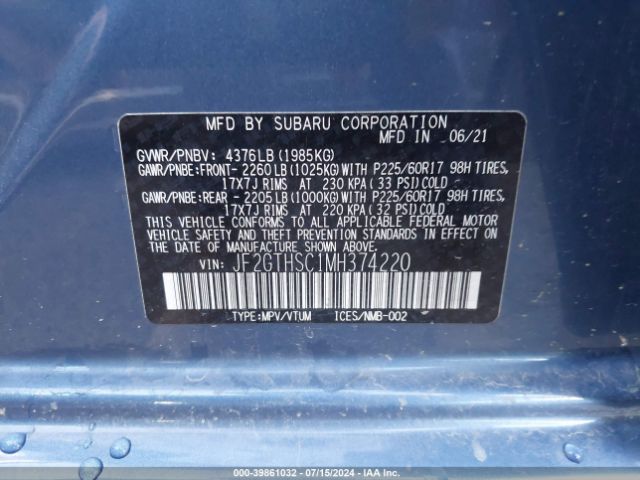 MFD BY SUBARU CORPORATION
MFD IN 06/21
GVWR/PNBV: 4376LB(1985KG)
GAWR/PNBE:FRONT- 2260LB(1025KG)WITH P225/60R17 98H TIRES,
17X7J RIMS AT 230 KPA(33 PSI)COLD
GAWR/PNBE:REAR - 2205LB(1000KG)WITH P225/60R17 98H TIRES,
17X7J RIMS AT 220 KPA(32 PSI)COLD
THIS VEHICLE CONFORMS TO ALL APPLICABLE FEDERAL MOTOR
VEHICLE SAFETY AND THEFT PREVENTION STANDARDS IN EFFECT
ON THE DATE OF MANUFACTURE SHOWN ABOVE.
VIN: JF2GTHSC1MH374220
TYPE:MPV/VTUM ICES/NMB-002
000-39861032 / 07/15/2024 - IAA Inc.